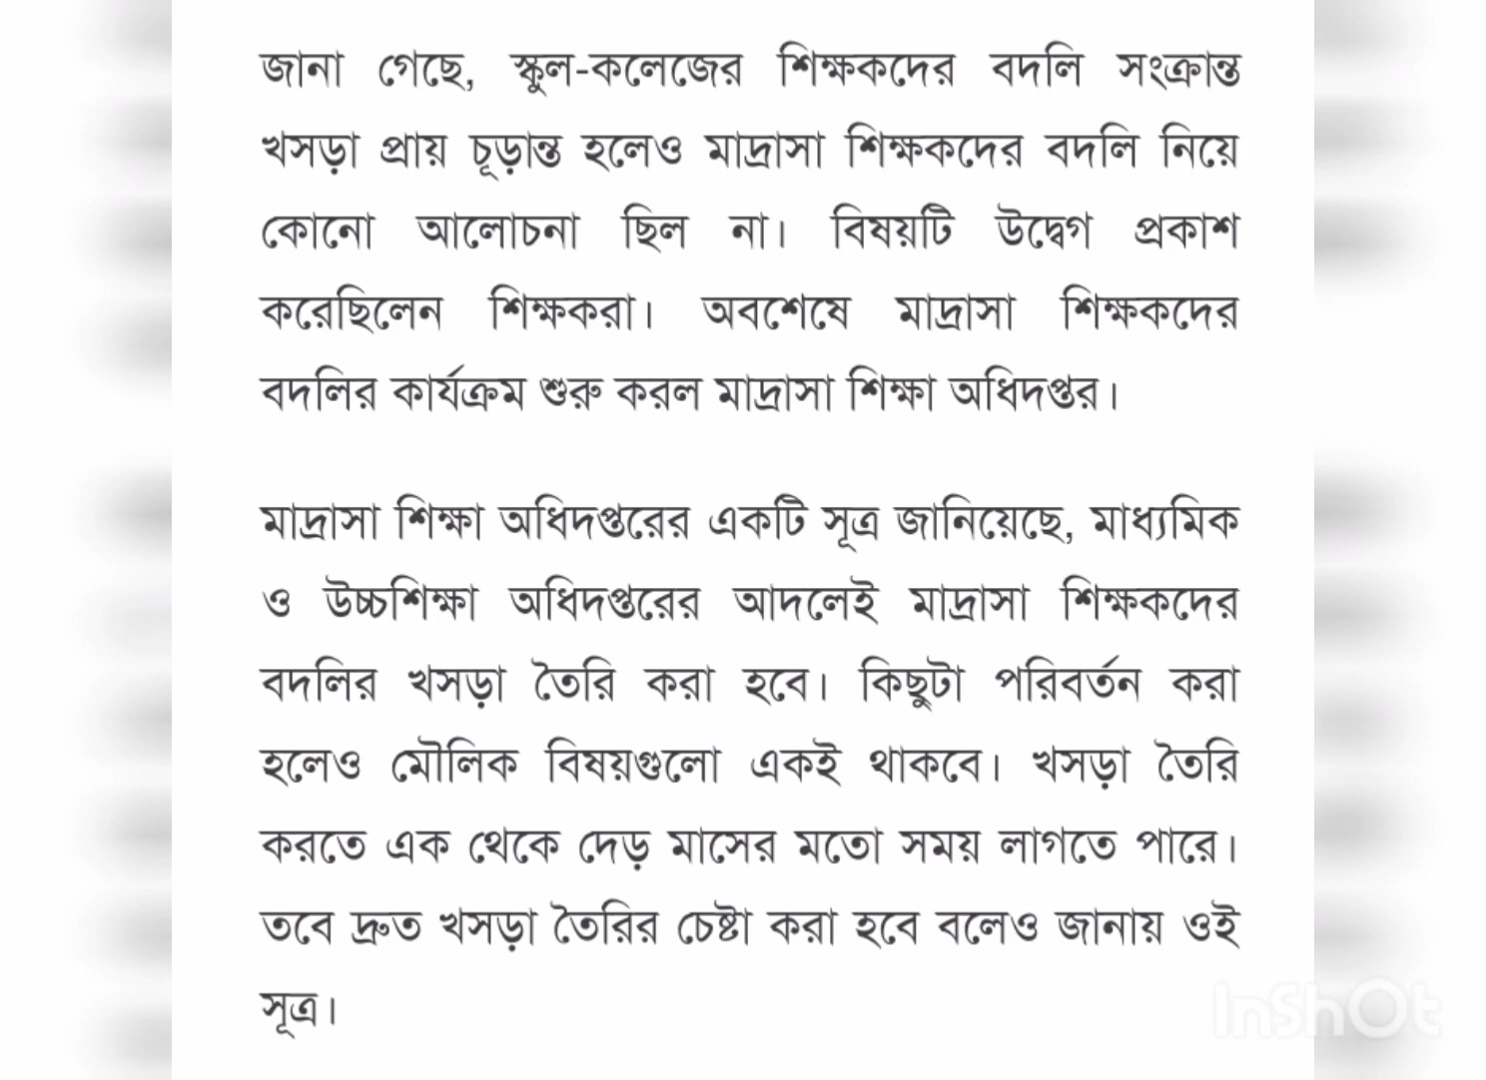 জানা গেছে, স্কুল-কলেজের শিক্ষকদের বদলি সংক্রান্ত
খসড়া প্রায় চূড়ান্ত হলেও মাদ্রাসা শিক্ষকদের বদলি নিয়ে
কোনো আলোচনা ছিল না। বিষয়টি উদ্বেগ প্রকাশ
করেছিলেন শিক্ষকরা। অবশেষে মাদ্রাসা শিক্ষকদের
বদলির কার্যক্রম শুরু করল মাদ্রাসা শিক্ষা অধিদপ্তর।
মাদ্রাসা শিক্ষা অধিদপ্তরের একটি সূত্র জানিয়েছে, মাধ্যমিক
ও উচ্চশিক্ষা অধিদপ্তরের আদলেই মাদ্রাসা শিক্ষকদের
বদলির খসড়া তৈরি করা হবে। কিছুটা পরিবর্তন করা
হলেও মৌলিক বিষয়গুলো একই থাকবে। খসড়া তৈরি
করতে এক থেকে দেড় মাসের মতো সময় লাগতে পারে।
তবে দ্রুত খসড়া তৈরির চেষ্টা করা হবে বলেও জানায় ওই
সূত্র।
InShOt